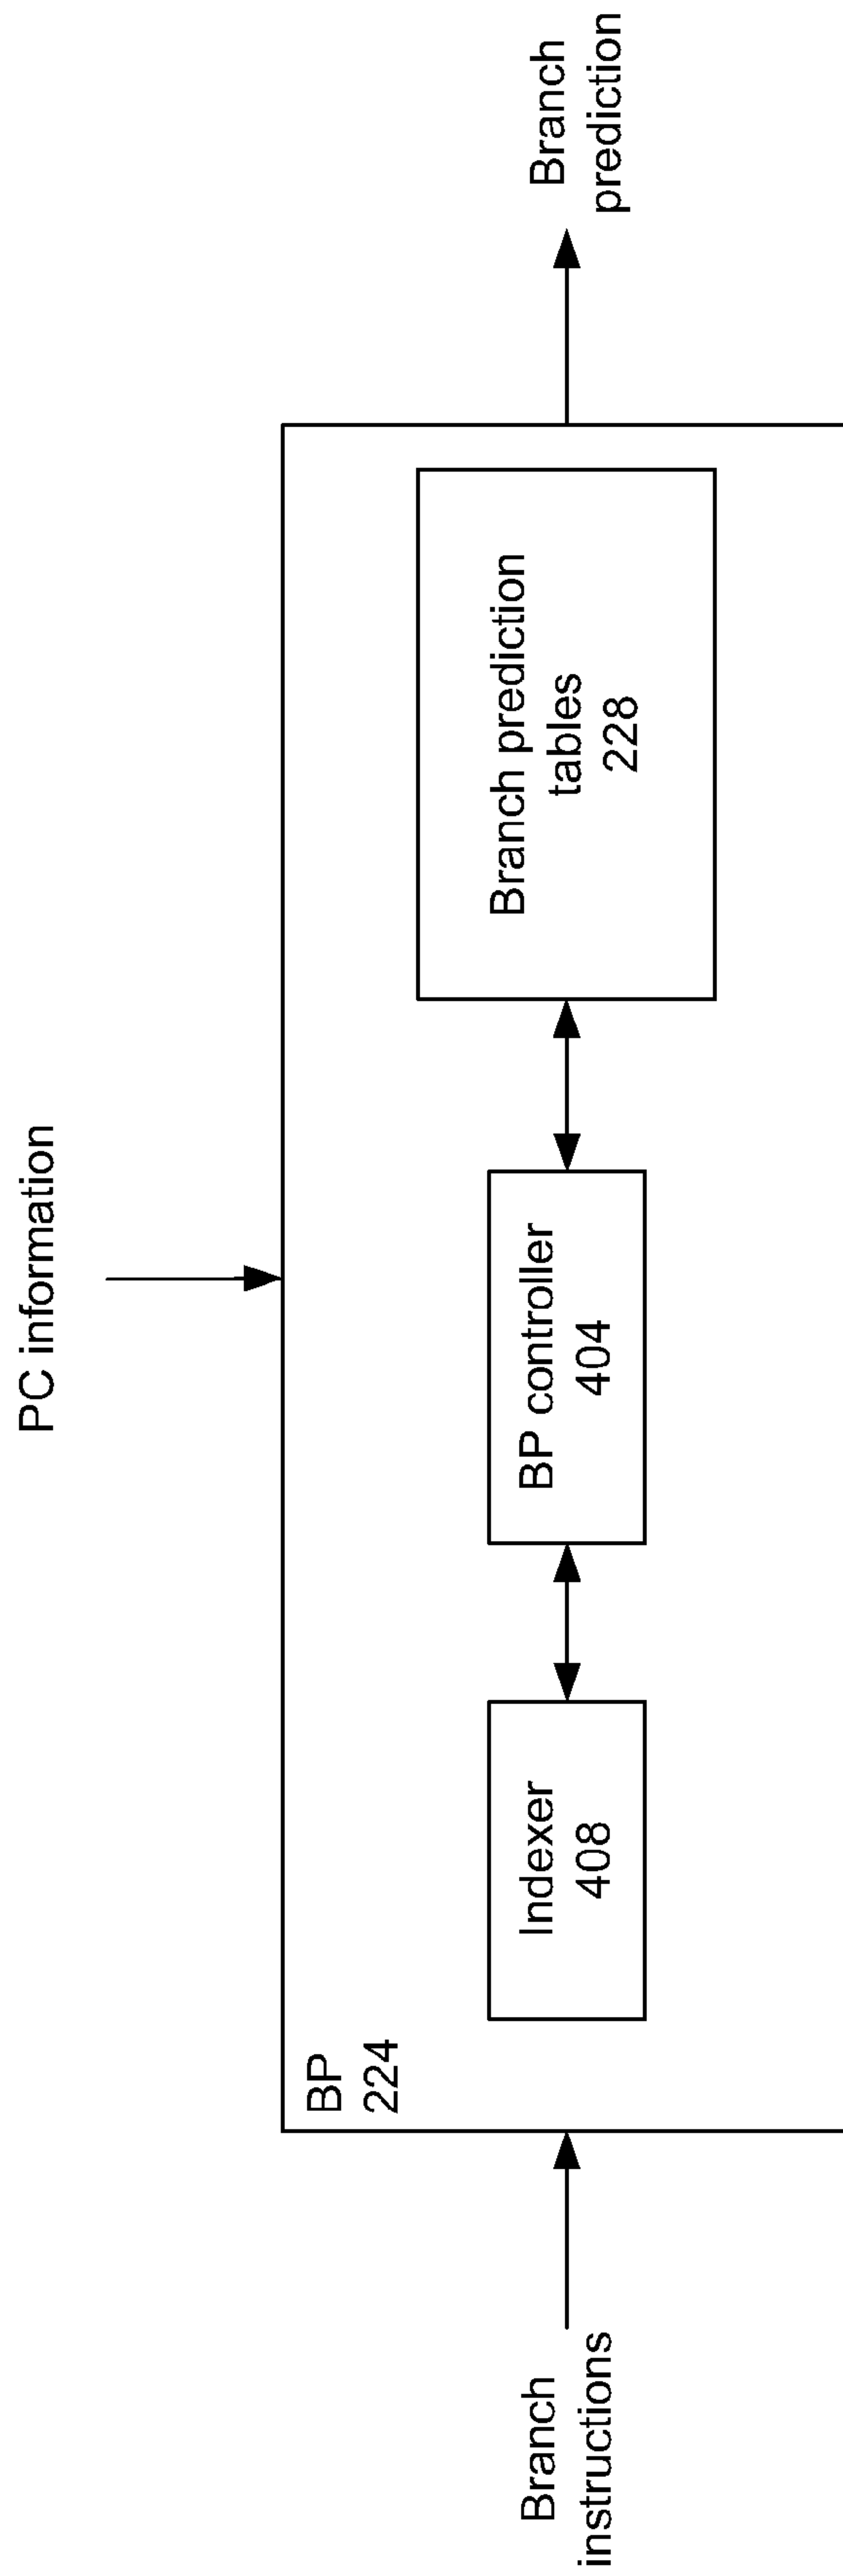 PC information
BP
224
Branch
instructions
Indexer
408
BP controller
404
Branch prediction
tables
228
Branch
prediction